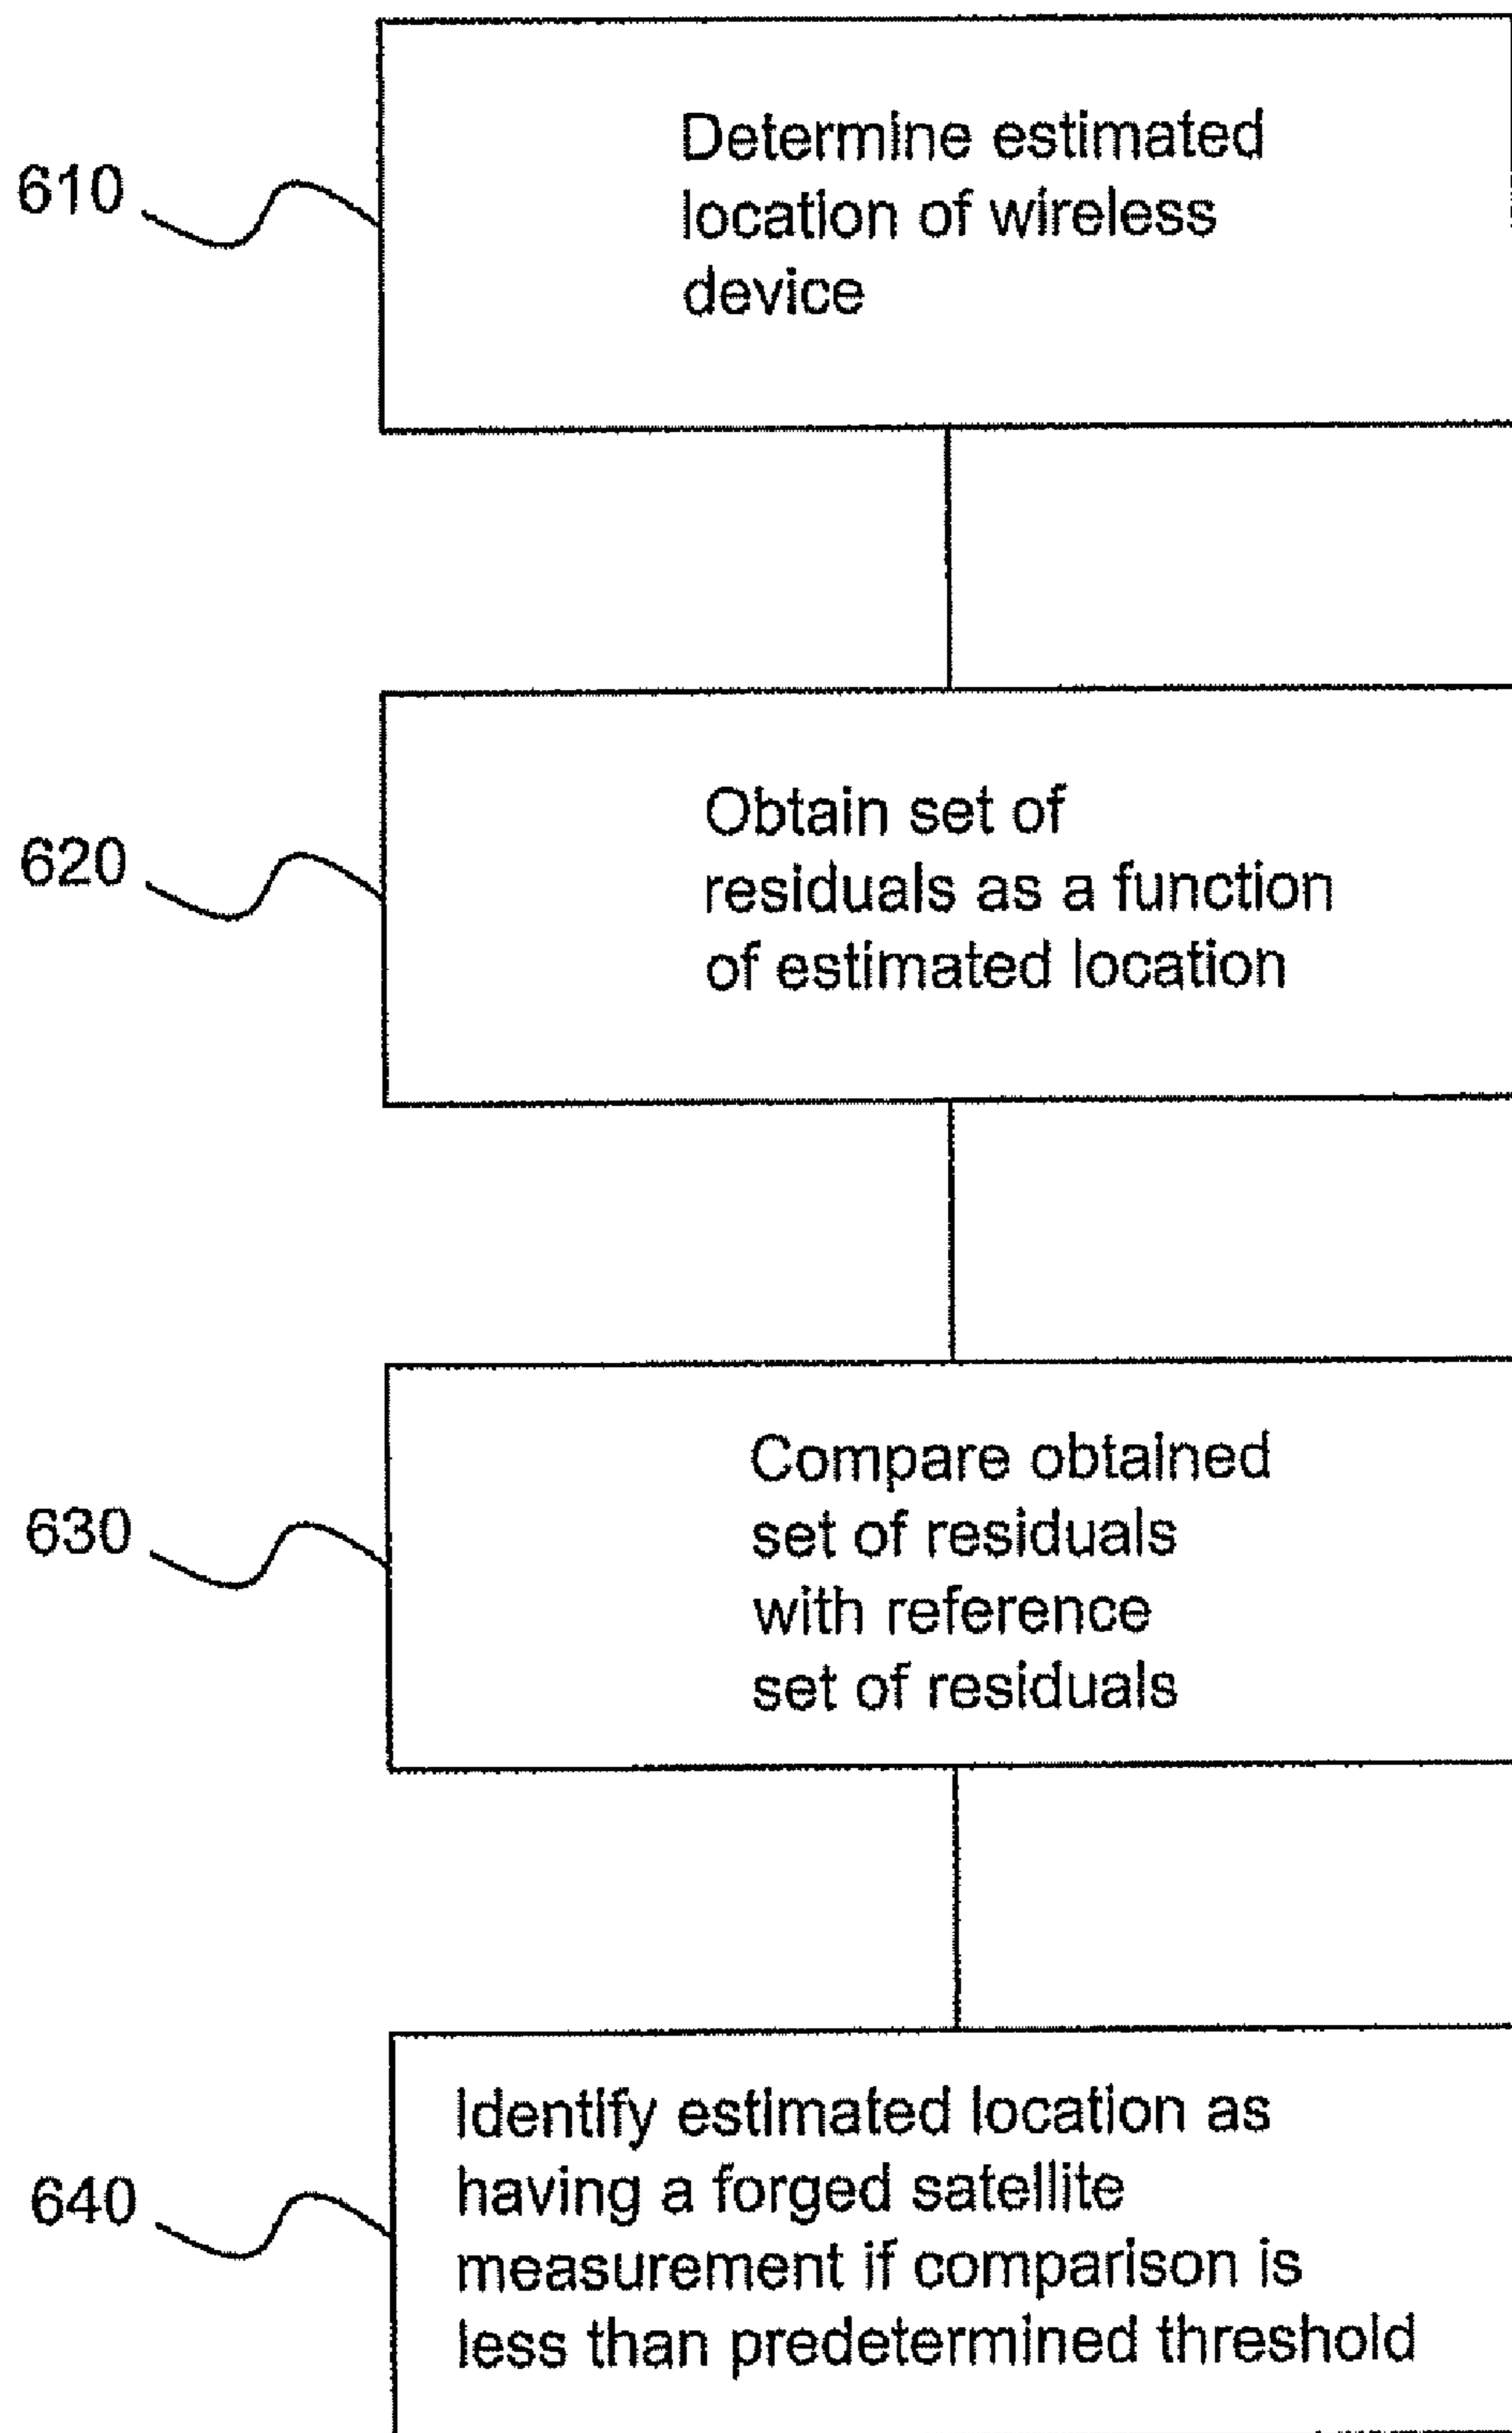 610
Determine estimated
location of wireless
device
620
Obtain set of
residuals as a function
of estimated location
630
Compare obtained
set of residuals
with reference
set of residuals
640
Identify estimated location as
having a forged satellite
measurement if comparison is
less than predetermined threshold